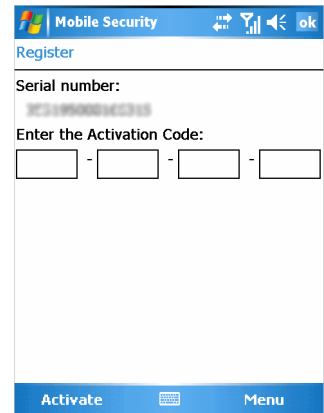 Mobile Security ok
Register
Serial number:
Enter the Activation Code:
- - -
Activate Menu